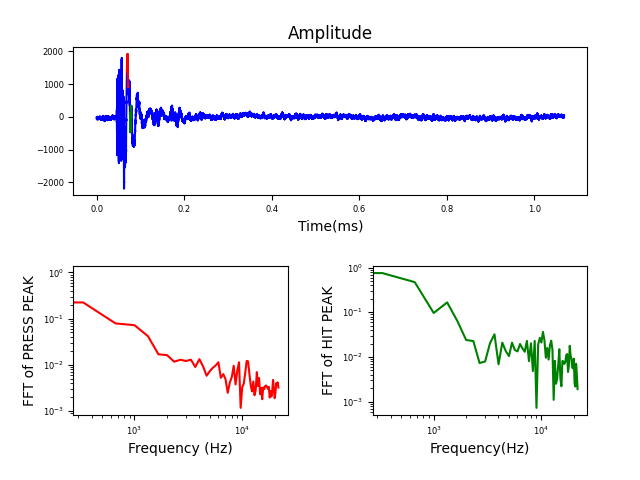 Amplitude
2000
1000
0
−1000
−2000
0.0 0.2 0.4 0.6 0.8 1.0
Time(ms)
FFT of PRESS PEAK
10⁰
10⁻¹
10⁻²
10⁻³
10³ 10⁴
Frequency (Hz)
FFT of HIT PEAK
10⁰
10⁻¹
10⁻²
10⁻³
10³ 10⁴
Frequency(Hz)